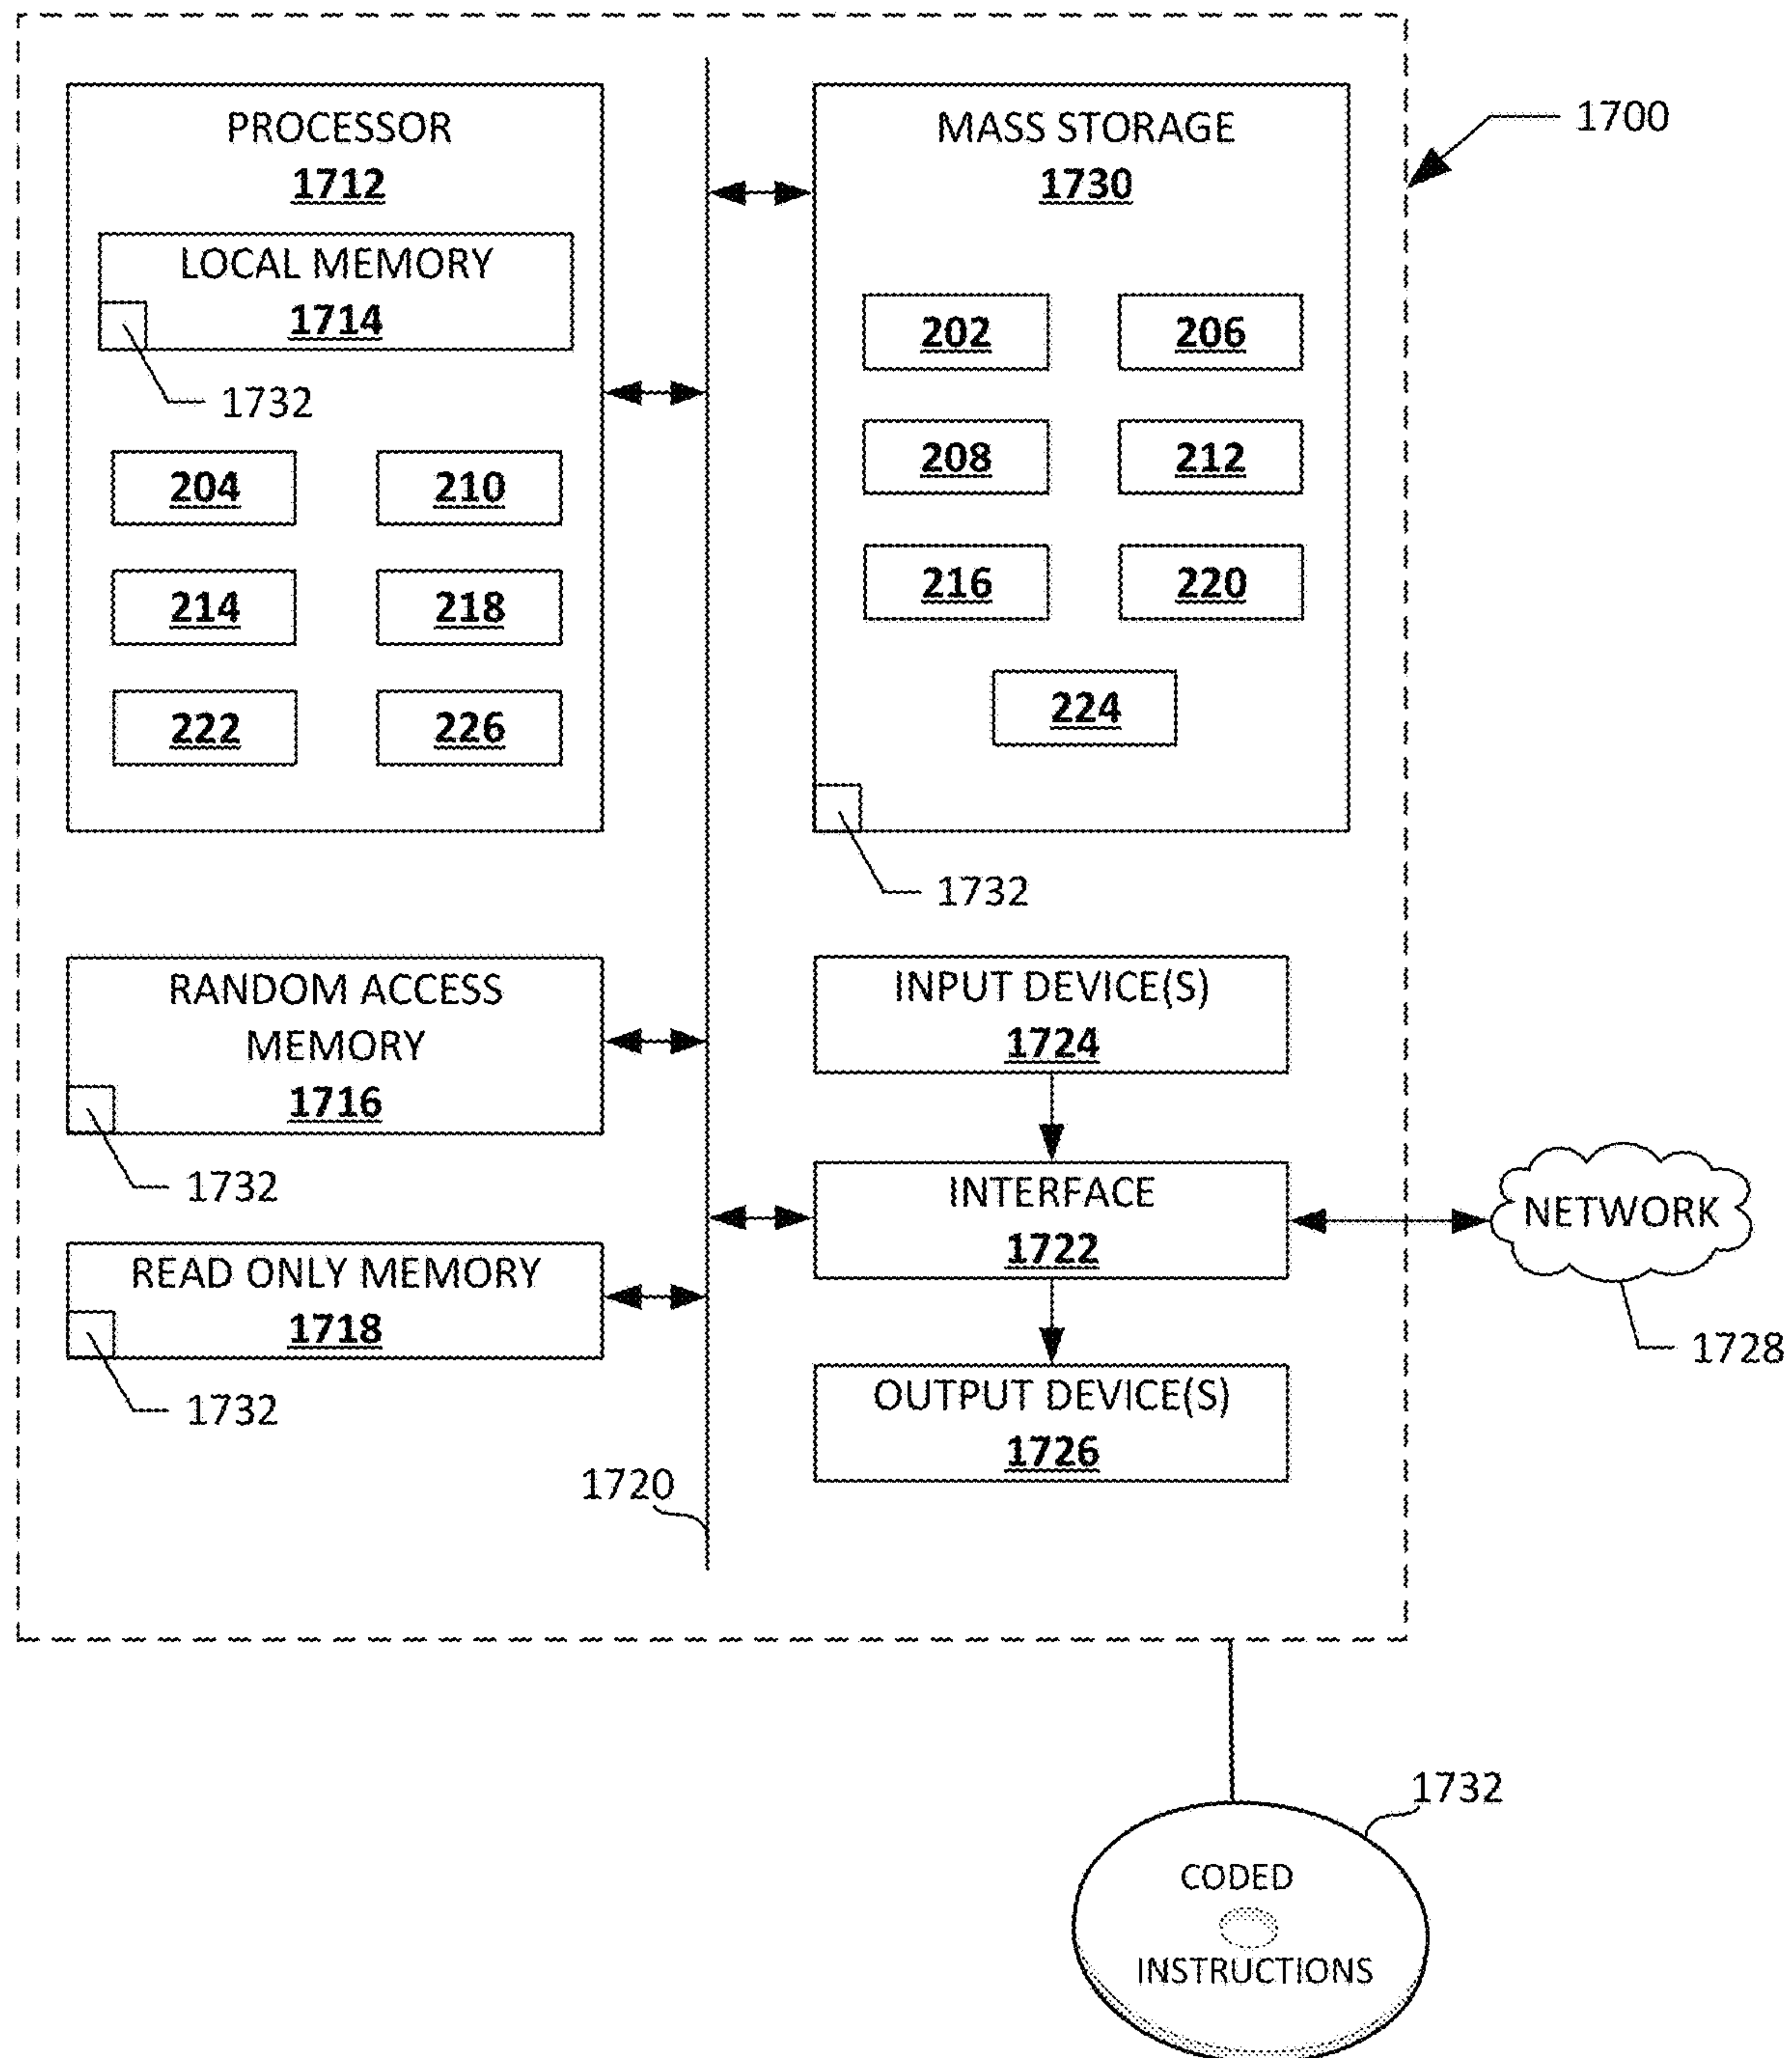 1700
PROCESSOR
1712
LOCAL MEMORY
1714
1732
204 210
214 218
222 226
MASS STORAGE
1730
202 206
208 212
216 220
224
1732
RANDOM ACCESS
MEMORY
1716
1732
READ ONLY MEMORY
1718
1732
INPUT DEVICE(S)
1724
INTERFACE
1722
OUTPUT DEVICE(S)
1726
NETWORK
1728
1720
1732
CODED
INSTRUCTIONS